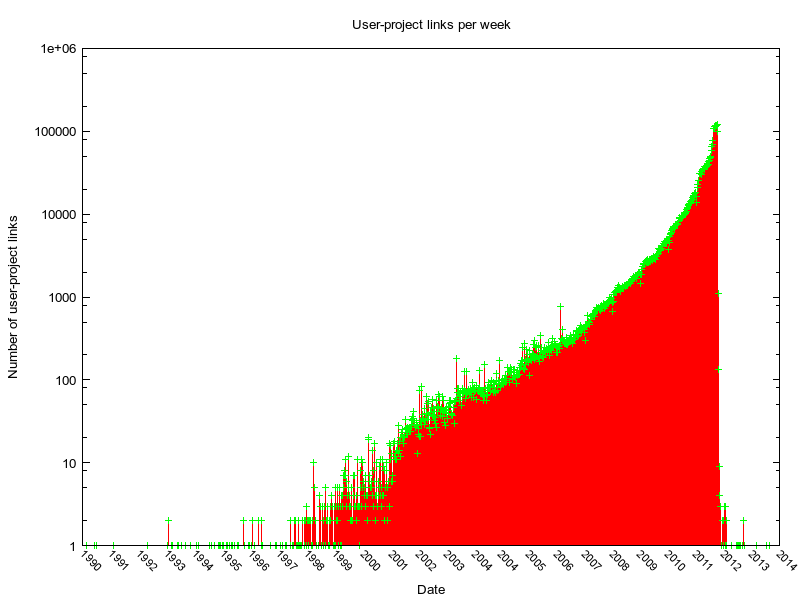 User-project links per week
1e+06
100000
10000
1000
100
10
1
Number of user-project links
1990 1991 1992 1993 1994 1995 1996 1997 1998 1999 2000 2001 2002 2003 2004 2004 2005 2006 2007 2008 2009 2010 2011 2012 2013 2014
Date